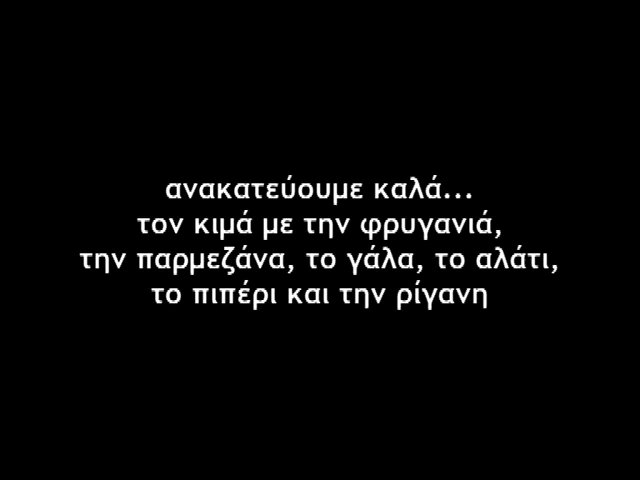 ανακατεύουμε καλά...
τον κιμά με την φρυγανιά,
την παρμεζάνα, το γάλα, το αλάτι,
το πιπέρι και την ρίγανη